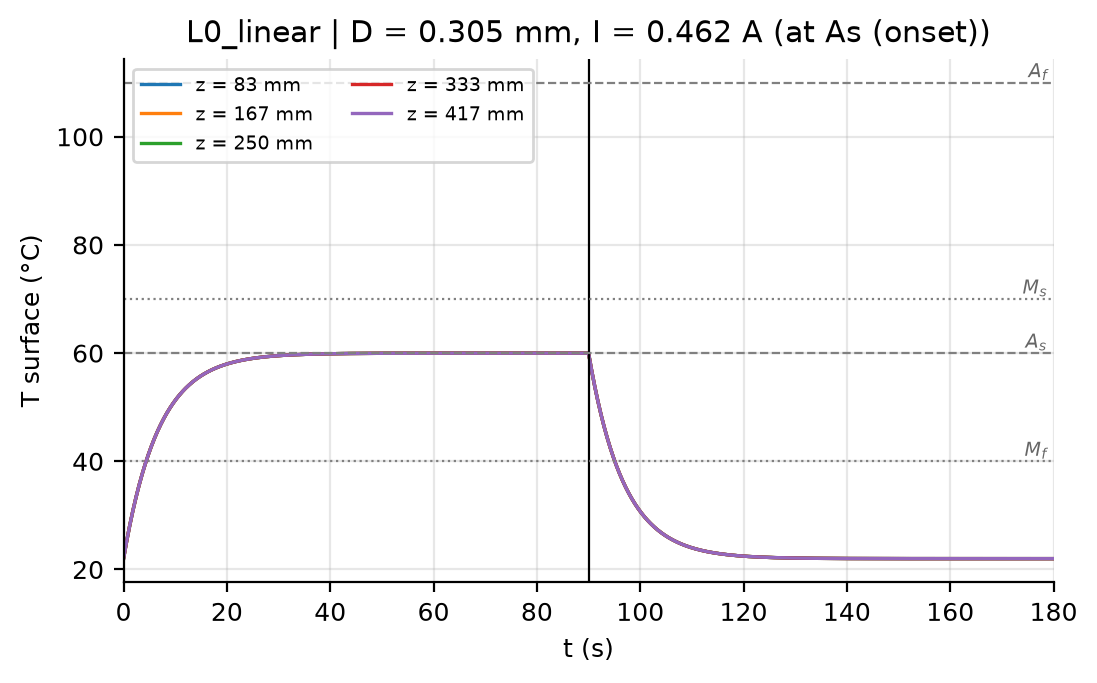 L0_linear | D = 0.305 mm, I = 0.462 A (at As (onset))
z = 83 mm
z = 167 mm
z = 250 mm
z = 333 mm
z = 417 mm
A_f
M_s
A_s
M_f
T surface (°C)
100
80
60
40
20
0 20 40 60 80 100 120 140 160 180
t (s)